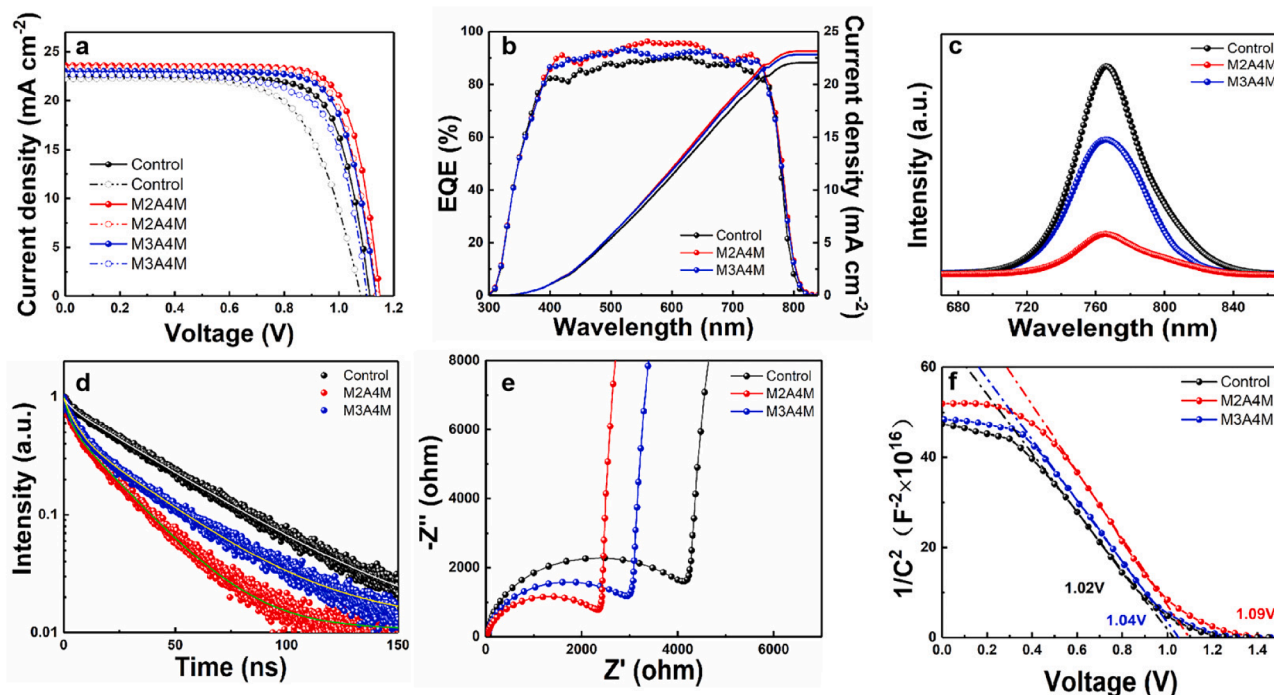 a
Current density (mA cm-2)
25
20
15
10
5
0
Control
Control
M2A4M
M2A4M
M3A4M
M3A4M
0.0 0.2 0.4 0.6 0.8 1.0 1.2
Voltage (V)
b
EQE (%)
100
80
60
40
20
0
Control
M2A4M
M3A4M
25
20
15
10
5
0
Current density (mA cm-2)
300 400 500 600 700 800
Wavelength (nm)
c
Intensity (a.u.)
Control
M2A4M
M3A4M
680 720 760 800 840
Wavelength (nm)
d
Intensity (a.u.)
1
0.1
0.01
Control
M2A4M
M3A4M
0 50 100 150
Time (ns)
e
-Z'' (ohm)
8000
6000
4000
2000
0
Control
M2A4M
M3A4M
0 2000 4000 6000
Z' (ohm)
f
1/C2 (F-2×1016)
60
40
20
0
Control
M2A4M
M3A4M
1.02V
1.04V
1.09V
0.0 0.2 0.4 0.6 0.8 1.0 1.2 1.4
Voltage (V)